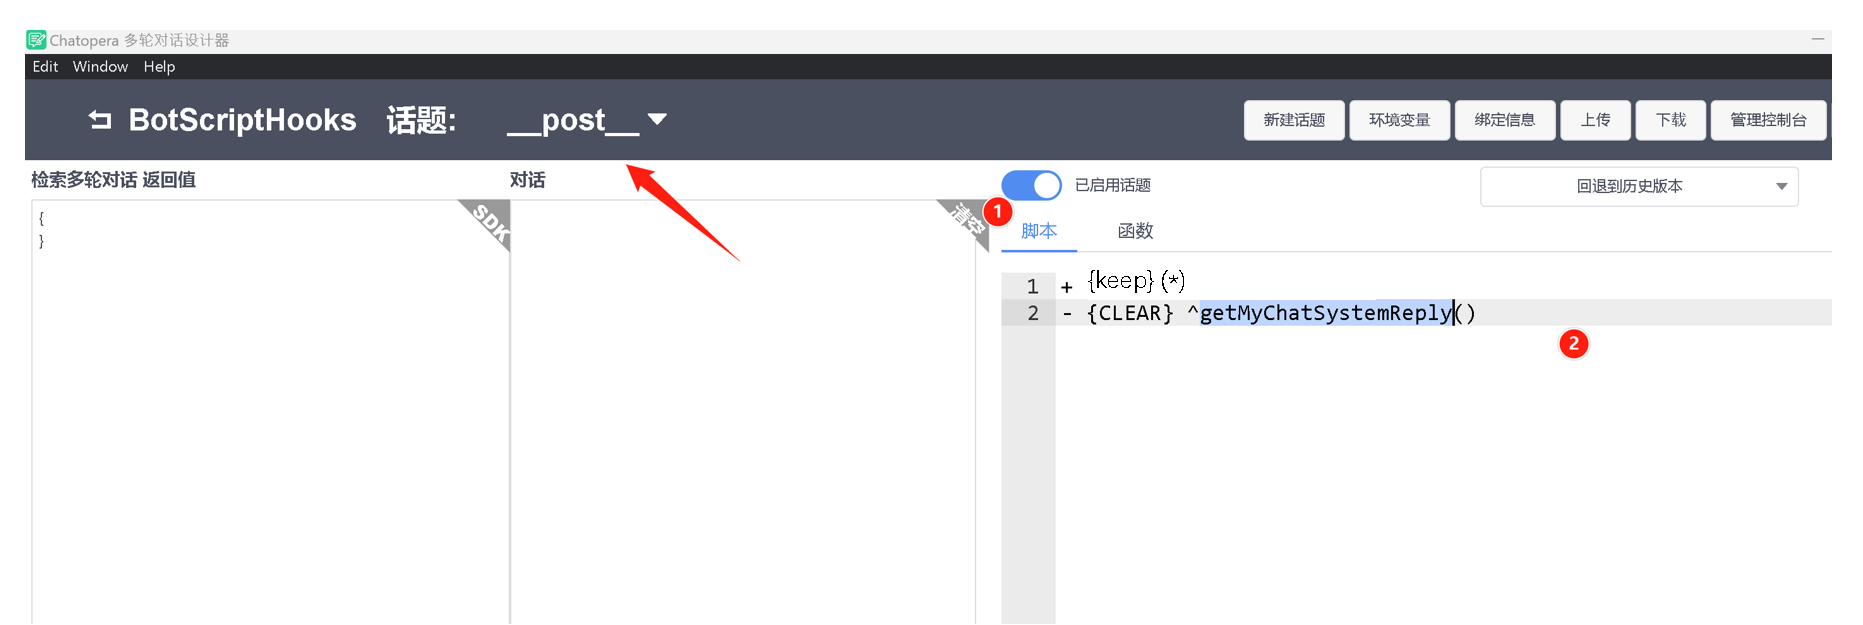 Chatopera 多轮对话设计器
Edit Window Help
BotScriptHooks 话题: __post__
新建话题 环境变量 绑定信息 上传 下载 管理控制台
检索多轮对话 返回值
对话
已启用话题
回退到历史版本
{
}
SDK
清空
1
脚本 函数
1 + {keep} (*)
2 - {CLEAR} ^getMyChatSystemReply()
2